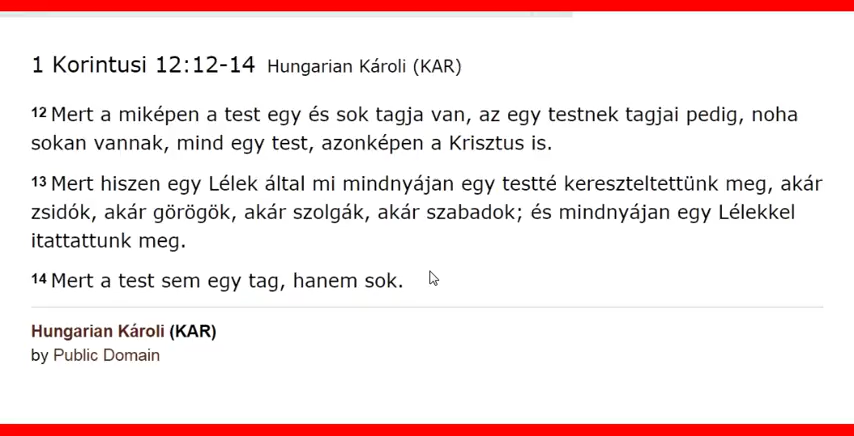 1 Korintusi 12:12-14 Hungarian Károli (KAR)
12 Mert a miképen a test egy és sok tagja van, az egy testnek tagjai pedig, noha
sokan vannak, mind egy test, azonképen a Krisztus is.
13 Mert hiszen egy Lélek által mi mindnyájan egy testté kereszteltettünk meg, akár
zsidók, akár görögök, akár szolgák, akár szabadok; és mindnyájan egy Lélekkel
itattattunk meg.
14 Mert a test sem egy tag, hanem sok.
Hungarian Károli (KAR)
by Public Domain